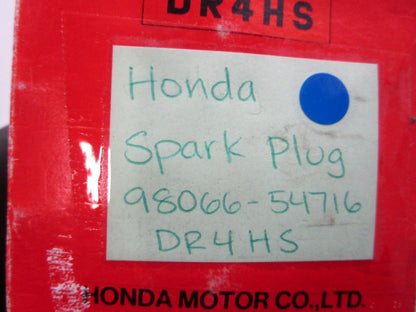 DR4HS
Honda
Spark Plug
98066-54716
DR4HS
HONDA MOTOR CO.,LTD.